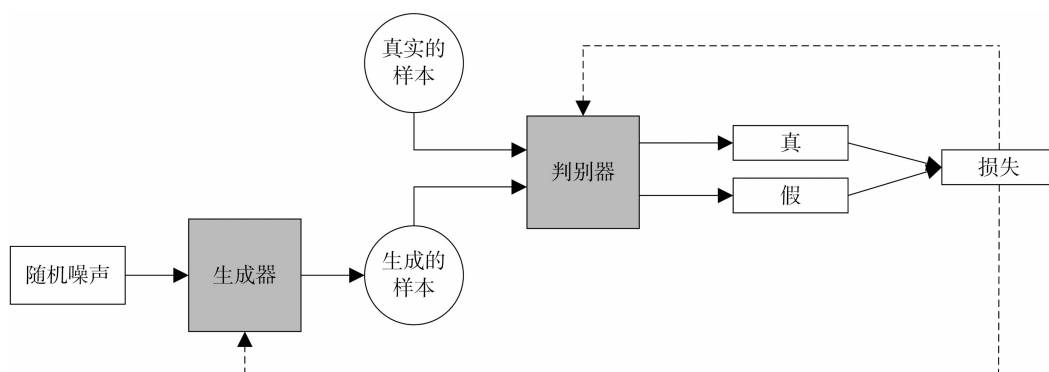 真实的
样本
判别器
真
假
损失
随机噪声
生成器
生成的
样本